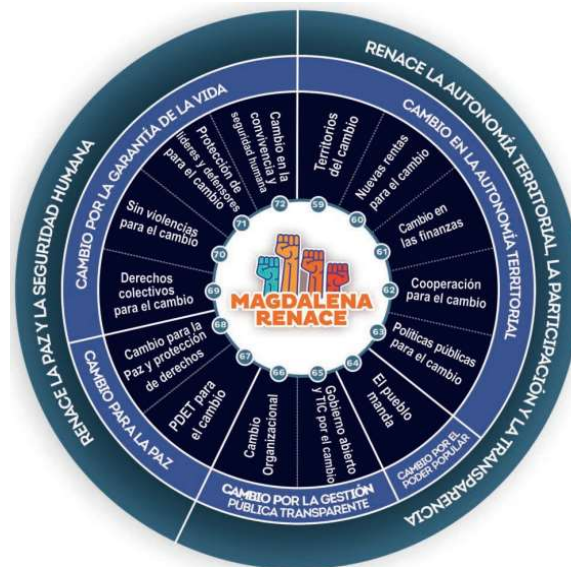 RENACE LA AUTONOMÍA TERRITORIAL LA PARTICIPACIÓN Y LA TRANSPARENCIA
CAMBIO EN LA AUTONOMÍA TERRITORIAL
Territorios
del cambio
59
Nuevas rentas
para el cambio
60
Cambio en
las finanzas
61
Cooperación
para el cambio
62
Políticas públicas
para el cambio
63
CAMBIO POR EL
PODER POPULAR
El pueblo
manda
64
CAMBIO POR LA GESTIÓN
PÚBLICA TRANSPARENTE
Gobierno abierto
y TIC por el cambio
65
Cambio
Organizacional
66
RENACE LA PAZ Y LA SEGURIDAD HUMANA
CAMBIO PARA LA PAZ
PDET para
el cambio
67
Cambio para la
Paz y protección
de derechos
68
CAMBIO POR LA GARANTÍA DE LA VIDA
Derechos
colectivos
para el cambio
69
Sin violencias
para el cambio
70
Protección de
líderes y defensores
para el cambio
71
Cambio en la
convivencia y
seguridad humana
72
MAGDALENA
RENACE